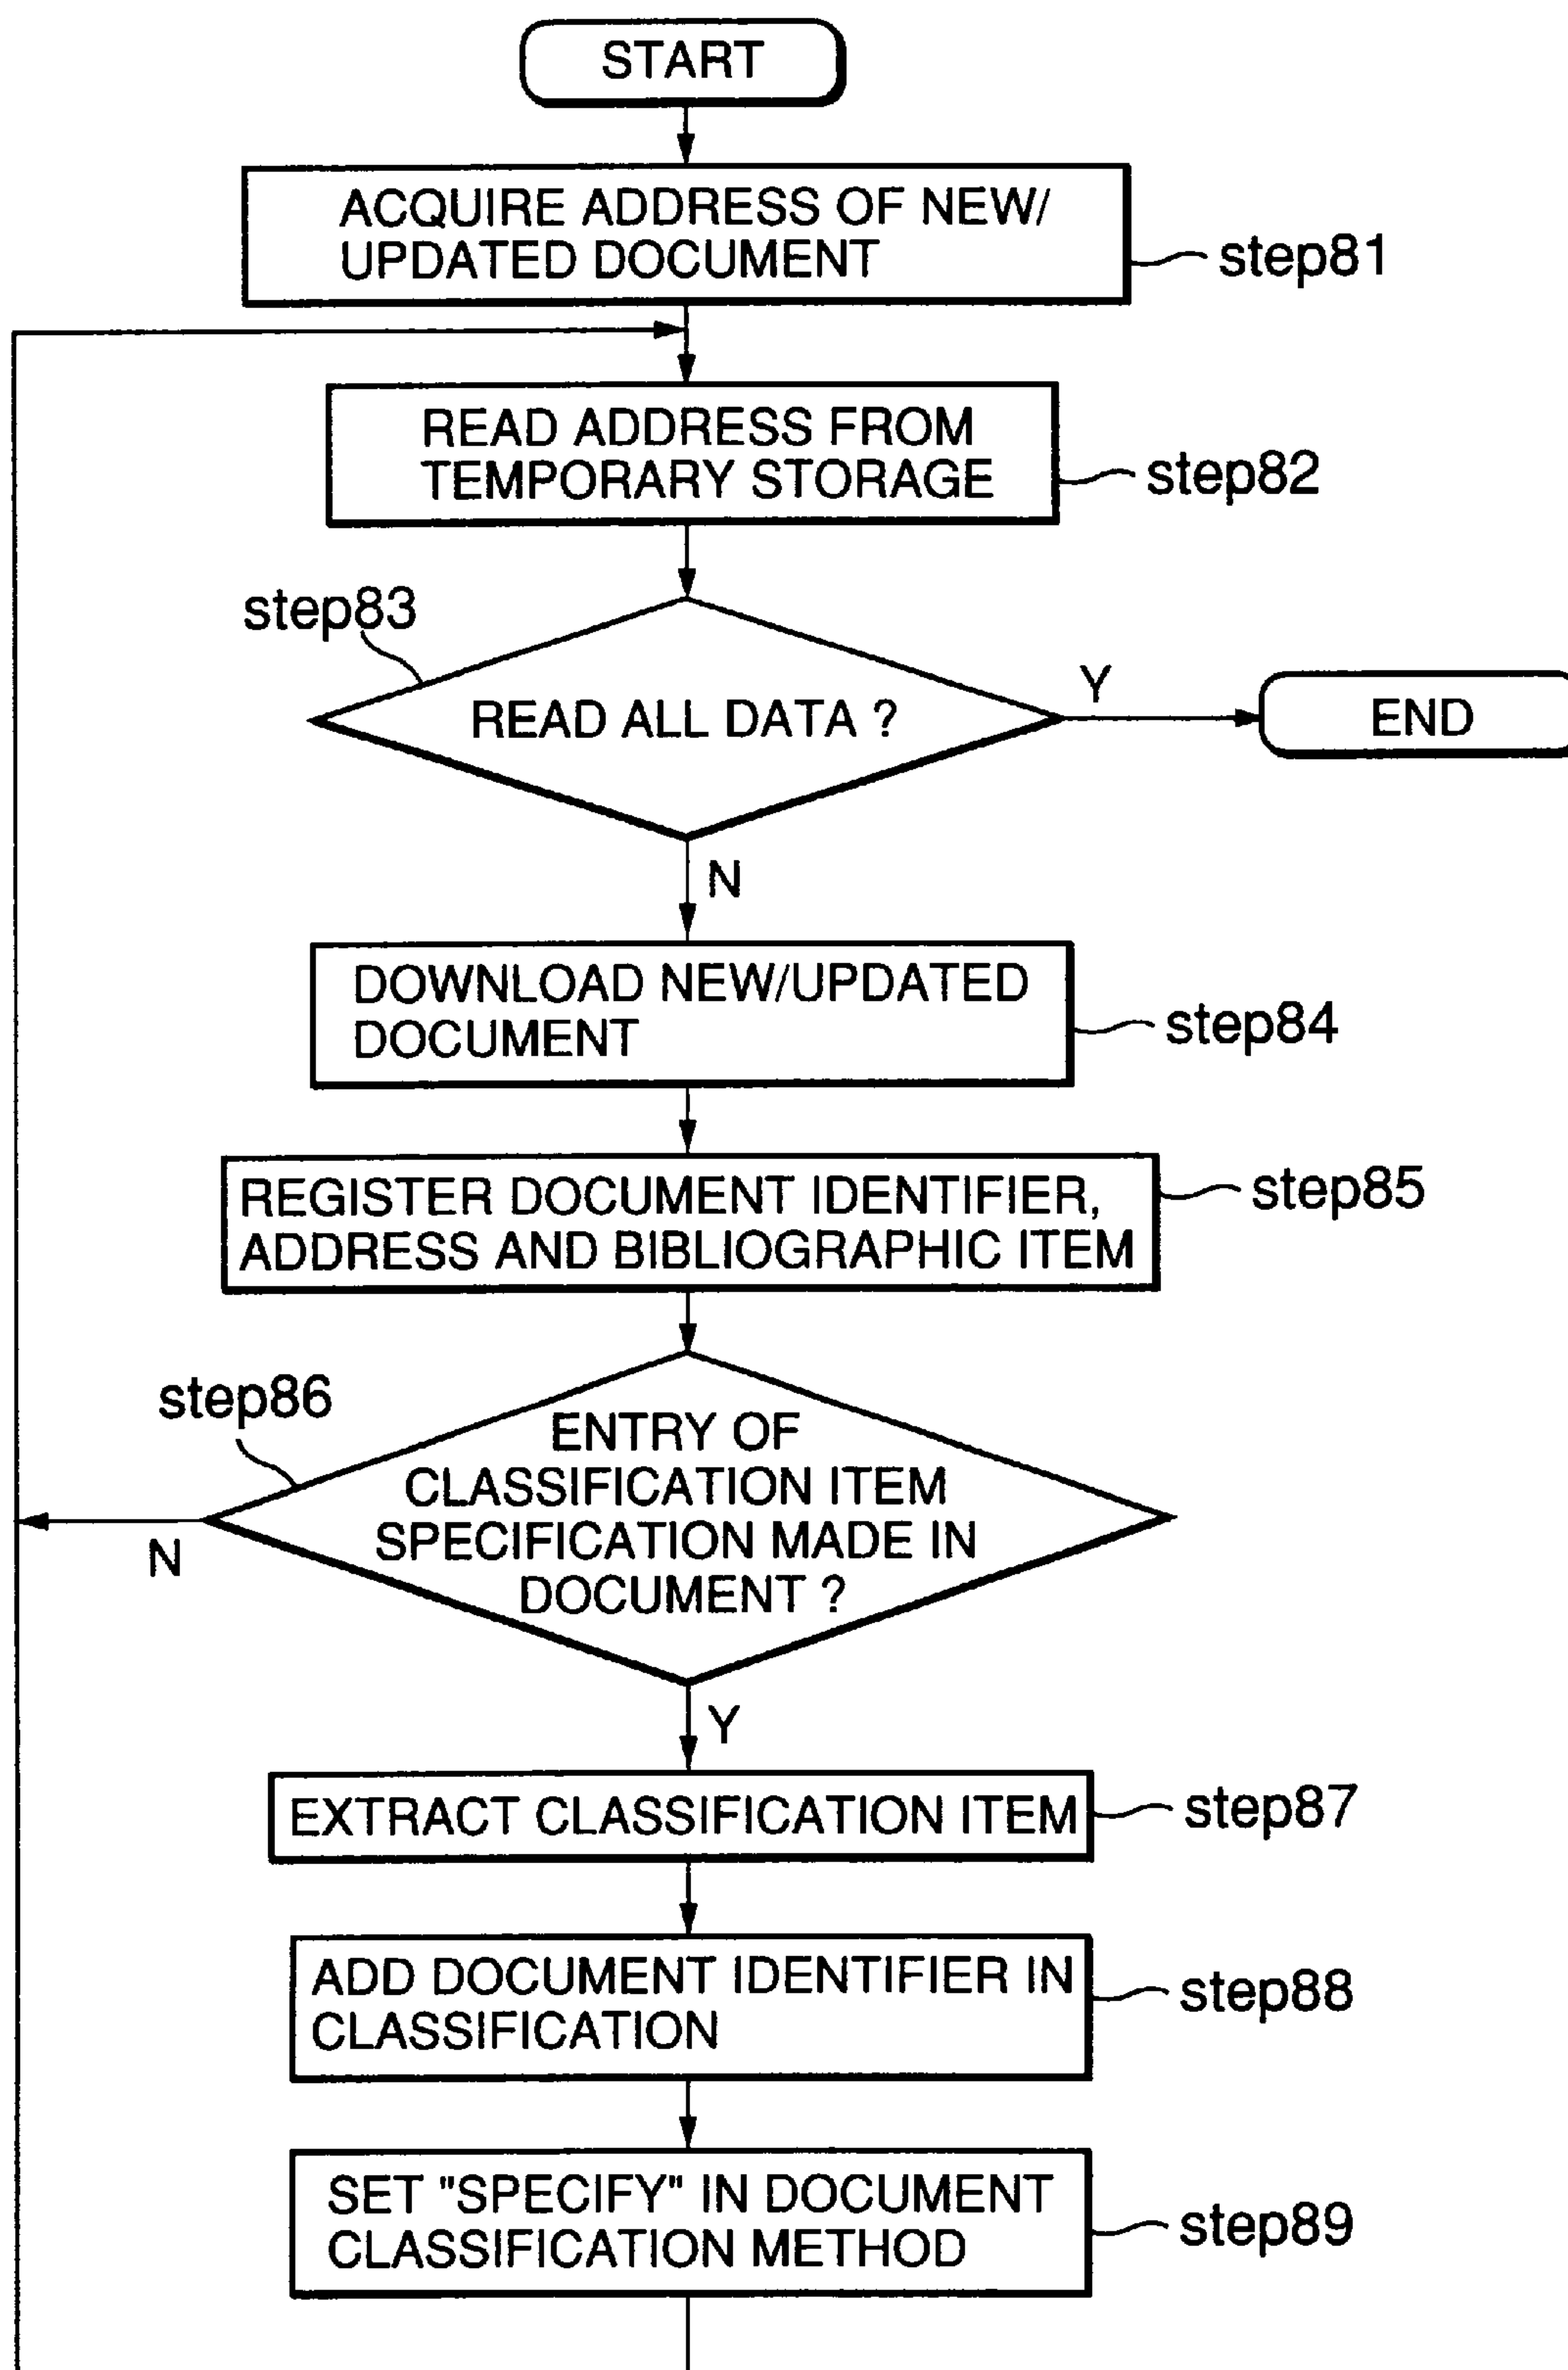 START
ACQUIRE ADDRESS OF NEW/
UPDATED DOCUMENT
step81
READ ADDRESS FROM
TEMPORARY STORAGE
step82
step83
READ ALL DATA ?
Y
END
N
DOWNLOAD NEW/UPDATED
DOCUMENT
step84
REGISTER DOCUMENT IDENTIFIER,
ADDRESS AND BIBLIOGRAPHIC ITEM
step85
step86
ENTRY OF
CLASSIFICATION ITEM
SPECIFICATION MADE IN
DOCUMENT ?
N
Y
EXTRACT CLASSIFICATION ITEM
step87
ADD DOCUMENT IDENTIFIER IN
CLASSIFICATION
step88
SET "SPECIFY" IN DOCUMENT
CLASSIFICATION METHOD
step89